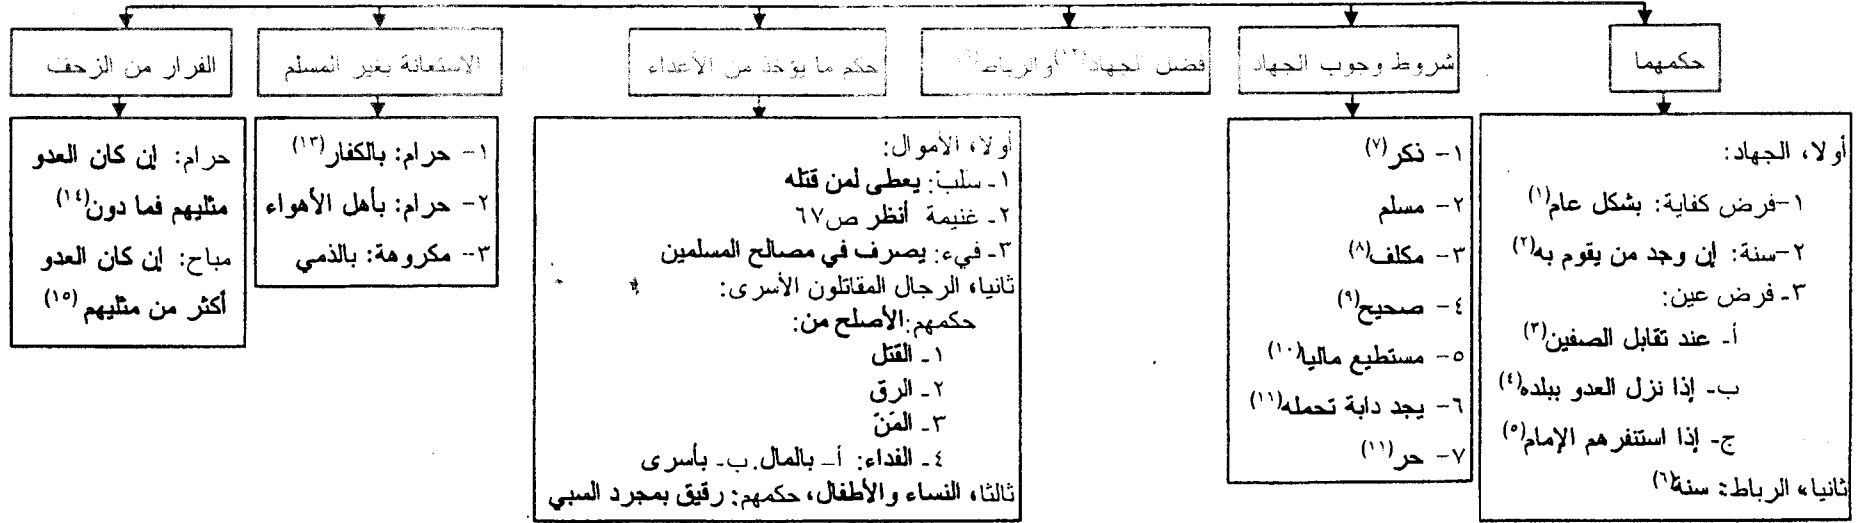 حكمهما
أولا، الجهاد:
١-فرض كفاية: بشكل عام(١)
٢-سنة: إن وجد من يقوم به(٢)
٣- فرض عين:
أ- عند تقابل الصفين(٣)
ب- إذا نزل العدو ببلده(٤)
ج- إذا استنفرهم الإمام(٥)
ثانيا، الرباط: سنة(٦)
شروط وجوب الجهاد
١- ذكر(٧)
٢- مسلم
٣- مكلف(٨)
٤- صحيح(٩)
٥- مستطيع ماليا(١٠)
٦- يجد دابة تحمله(١١)
٧- حر(١١)
فضل الجهاد(١٢) والرباط
حكم ما يؤخذ من الأعداء
أولا، الأموال:
١- سلب: يعطى لمن قتله
٢- غنيمة أنظر ص٦٧
٣- فيء: يصرف في مصالح المسلمين
ثانيا، الرجال المقاتلون الأسرى:
حكمهم:الأصلح من:
١- القتل
٢- الرق
٣- المَنّ
٤- الفداء: أ- بالمال. ب- بأسرى
ثالثا، النساء والأطفال، حكمهم: رقيق بمجرد السبي
الاستعانة بغير المسلم
١- حرام: بالكفار(١٣)
٢- حرام: بأهل الأهواء
٣- مكروهة: بالذمي
الفرار من الزحف
حرام: إن كان العدو
مثليهم فما دون(١٤)
مباح: إن كان العدو
أكثر من مثليهم (١٥)